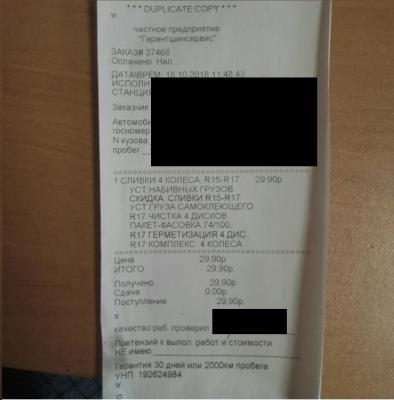 * * * DUPLICATE COPY * * *
w
частное предприятие
"Гарантшинсервис"
ЗАКАЗ# 37468
Оплачено Нал
ДАТА\ВРЕМ. 18.10.2018 11:48:43
ИСПОЛН
СТАНЦИ
Заказчик
Автомоби
госномер
N кузова
пробег
1 СЛИВКИ 4 КОЛЕСА. R15-R17 29.90р.
УСТ.НАБИВНЫХ ГРУЗОВ
СКИДКА. СЛИВКИ R15-R17
УСТ ГРУЗА САМОКЛЕЮЩЕГО
R17 ЧИСТКА 4 ДИСКОВ
ПАКЕТ-ФАСОВКА 74/100.
R17 ГЕРМЕТИЗАЦИЯ 4 ДИС.
R17 КОМПЛЕКС. 4 КОЛЕСА
Цена 29.90р.
ИТОГО 29.90р.
Получено 29.90р.
Сдача 0.00р.
Поступление 29.90р.
x
качество раб. проверил
Претензий к выпол. работ и стоимости
НЕ имею
Гарантия 30 дней или 2000км пробега
УНП 192624984
w